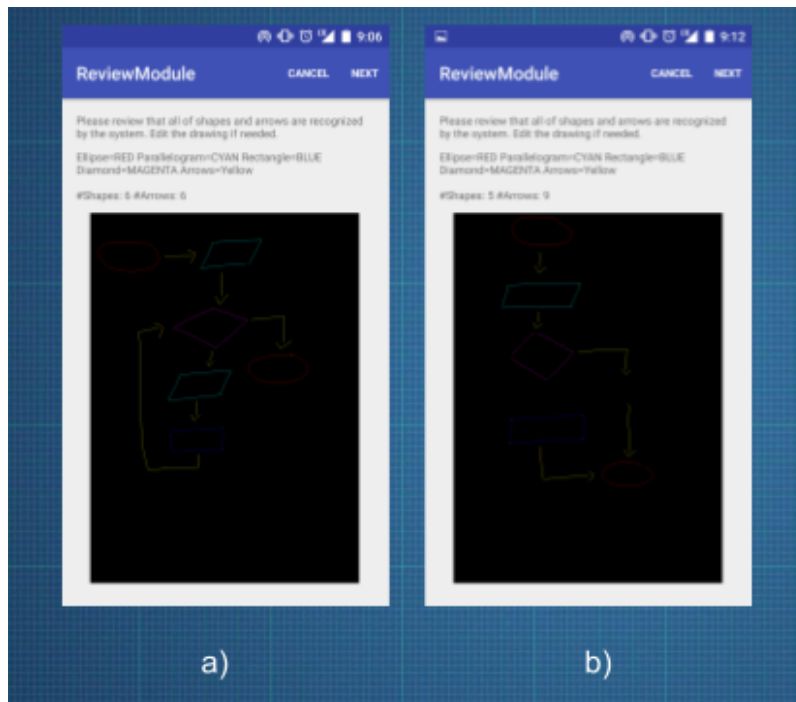 9:06
ReviewModule CANCEL NEXT
Please review that all of shapes and arrows are recognized
by the system. Edit the drawing if needed.
Ellipse=RED Parallelogram=CYAN Rectangle=BLUE
Diamond=MAGENTA Arrows=Yellow
#Shapes: 6 #Arrows: 6
a)
9:12
ReviewModule CANCEL NEXT
Please review that all of shapes and arrows are recognized
by the system. Edit the drawing if needed.
Ellipse=RED Parallelogram=CYAN Rectangle=BLUE
Diamond=MAGENTA Arrows=Yellow
#Shapes: 5 #Arrows: 9
b)